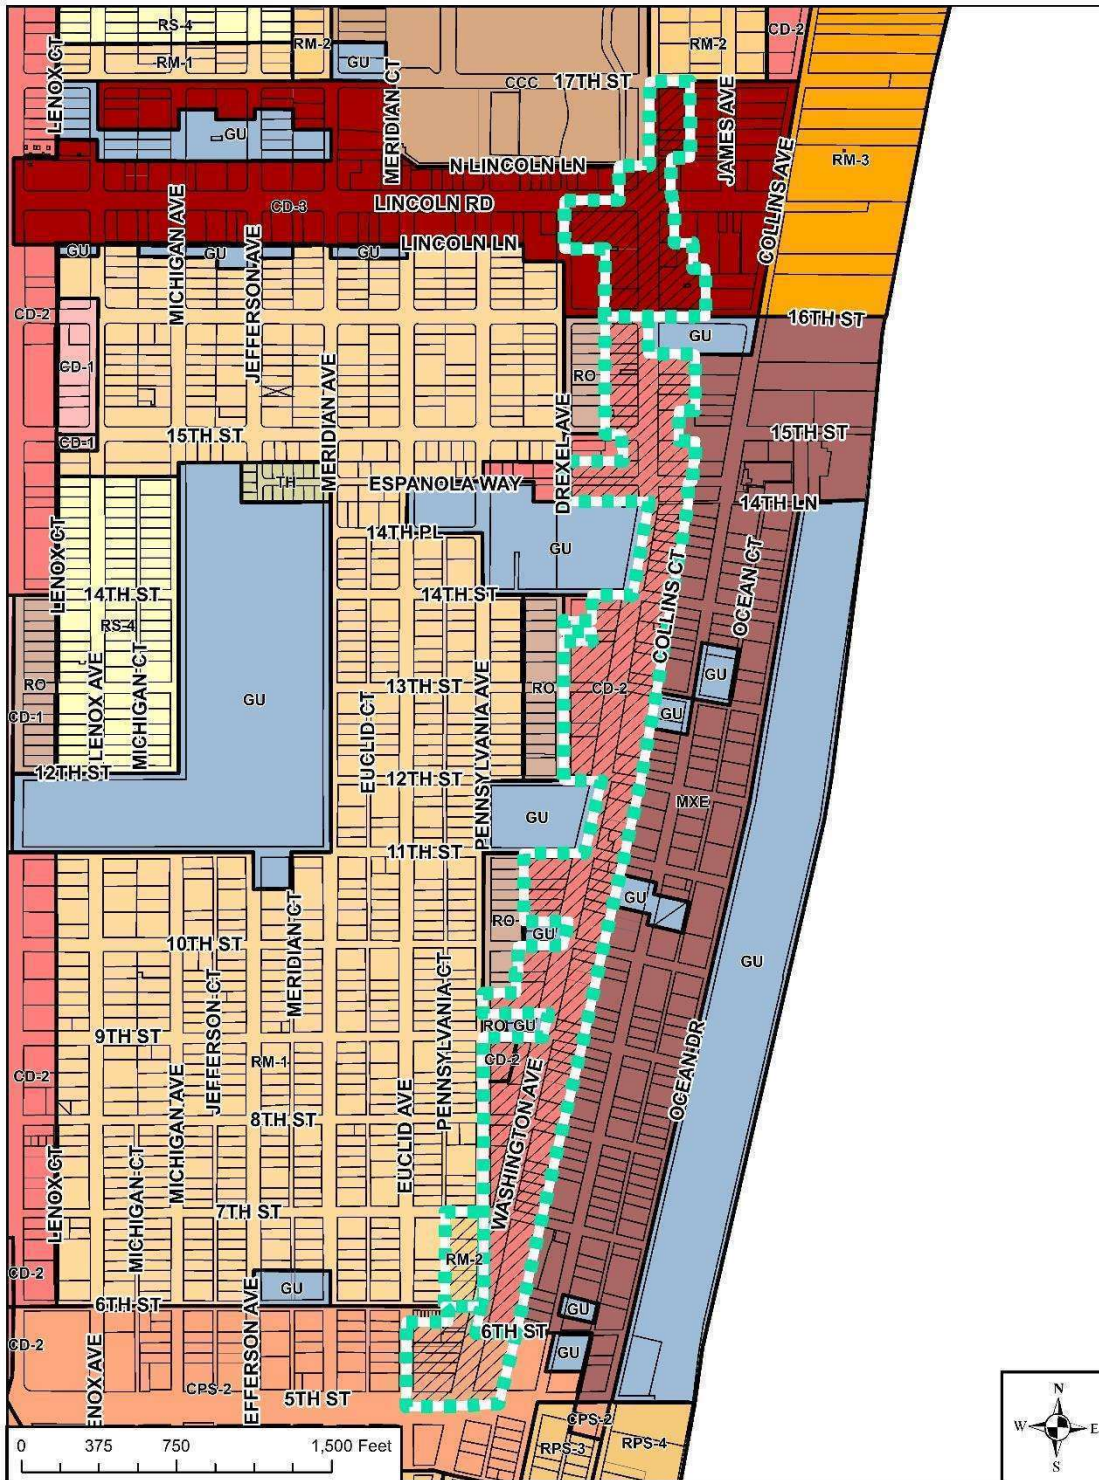 RS-4
RM-2
RM-2
CD-2
RM-1
GU
CCC
17TH ST
LENOX CT
MERIDIAN CT
JAMES AVE
GU
N LINCOLN LN
RM-3
COLLINS AVE
MICHIGAN AVE
CD-3
LINCOLN RD
GU
GU
GU
LINCOLN LN
JEFFERSON AVE
CD-2
16TH ST
GU
CD-1
MERIDIAN AVE
RO
DREXEL AVE
CD-1
15TH ST
15TH ST
TH
ESPANOLA WAY
14TH LN
14TH PL
GU
LENOX CT
COLLINS CT
OCEAN CT
14TH ST
14TH ST
RS-4
GU
RO
LENOX AVE
MICHIGAN CT
GU
EUCLID CT
13TH ST
PENNSYLVANIA AVE
RO
CD-2
GU
CD-1
12TH ST
12TH ST
MXE
GU
11TH ST
GU
MERIDIAN CT
RO
GU
10TH ST
PENNSYLVANIA CT
GU
JEFFERSON CT
9TH ST
RO
GU
OCEAN DR
CD-2
RM-1
CD-2
MICHIGAN AVE
EUCLID AVE
WASHINGTON AVE
8TH ST
LENOX CT
MICHIGAN CT
7TH ST
RM-2
CD-2
GU
6TH ST
GU
6TH ST
CD-2
GU
LENOX AVE
JEFFERSON AVE
CPS-2
5TH ST
CPS-2
RPS-3
RPS-4
0 375 750 1,500 Feet
N
W E
S